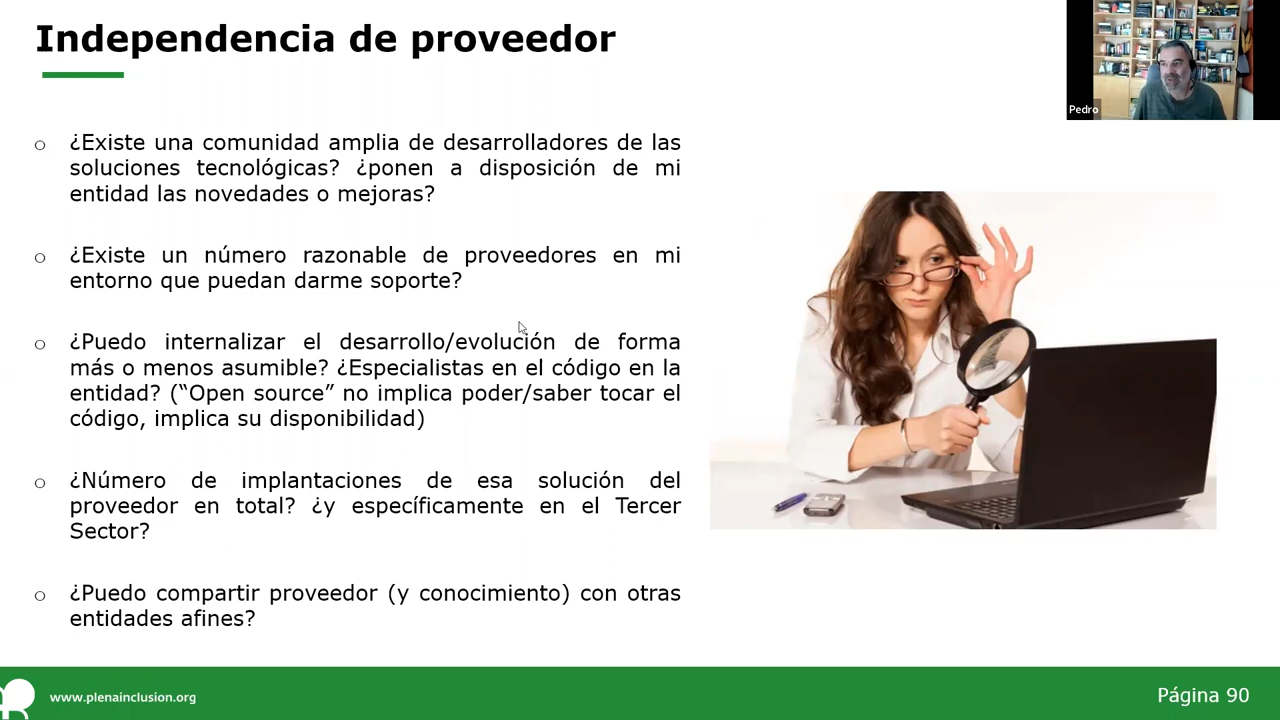 Independencia de proveedor
Pedro
o ¿Existe una comunidad amplia de desarrolladores de las
soluciones tecnológicas? ¿ponen a disposición de mi
entidad las novedades o mejoras?
o ¿Existe un número razonable de proveedores en mi
entorno que puedan darme soporte?
o ¿Puedo internalizar el desarrollo/evolución de forma
más o menos asumible? ¿Especialistas en el código en la
entidad? (“Open source” no implica poder/saber tocar el
código, implica su disponibilidad)
o ¿Número de implantaciones de esa solución del
proveedor en total? ¿y específicamente en el Tercer
Sector?
o ¿Puedo compartir proveedor (y conocimiento) con otras
entidades afines?
www.plenainclusion.org
Página 90